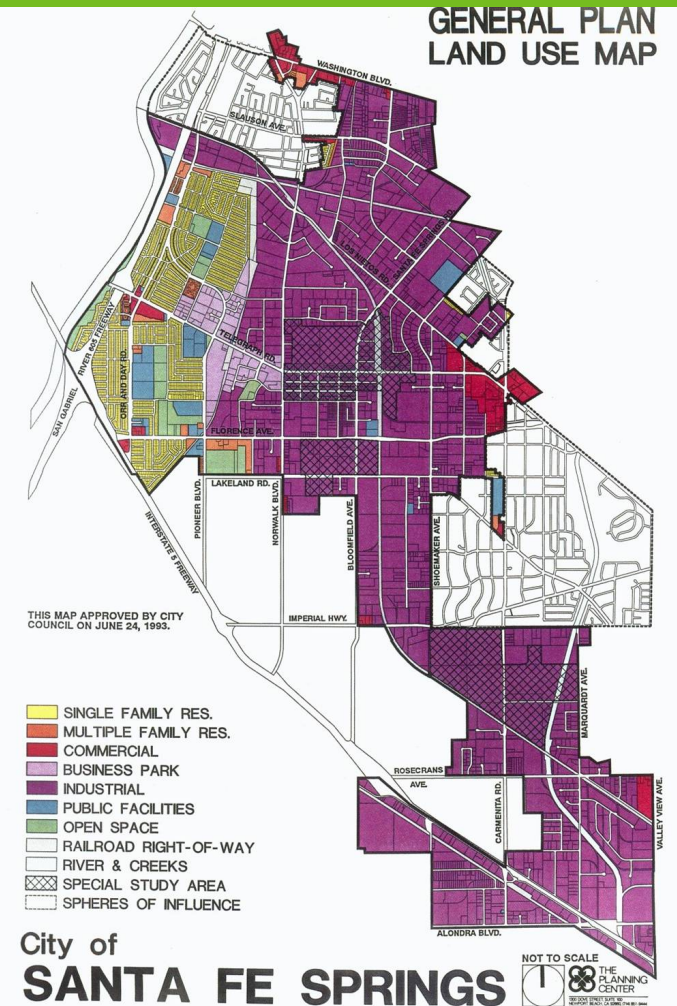 GENERAL PLAN
LAND USE MAP
WASHINGTON BLVD.
SLAUSON AVE.
LOS NIETOS RD.
SANTA FE SPRINGS RD.
TELEGRAPH RD.
RIVER 605 FREEWAY
SAN GABRIEL
ORR AND DAY RD.
FLORENCE AVE.
LAKELAND RD.
PIONEER BLVD.
NORWALK BLVD.
BLOOMFIELD AVE.
SHOEMAKER AVE.
INTERSTATE 5 FREEWAY
IMPERIAL HWY.
THIS MAP APPROVED BY CITY
COUNCIL ON JUNE 24, 1993.
MARQUARDT AVE.
ROSECRANS
AVE.
CARMENITA RD.
VALLEY VIEW AVE.
ALONDRA BLVD.
SINGLE FAMILY RES.
MULTIPLE FAMILY RES.
COMMERCIAL
BUSINESS PARK
INDUSTRIAL
PUBLIC FACILITIES
OPEN SPACE
RAILROAD RIGHT-OF-WAY
RIVER & CREEKS
SPECIAL STUDY AREA
SPHERES OF INFLUENCE
City of
SANTA FE SPRINGS
NOT TO SCALE
THE
PLANNING
CENTER